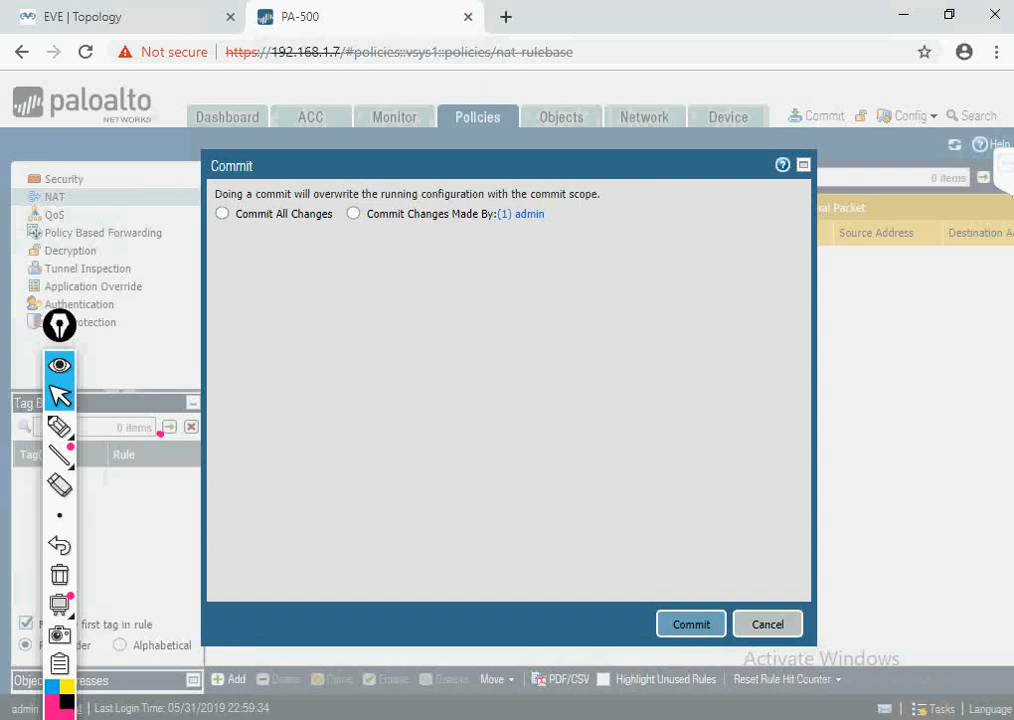 EVE | Topology
PA-500
Not secure
https://192.168.1.7/#policies::vsys1::policies/nat-rulebase
paloalto
NETWORKS
Dashboard
ACC
Monitor
Policies
Objects
Network
Device
Commit
Config
Search
Help
Commit
Doing a commit will overwrite the running configuration with the commit scope.
Commit All Changes
Commit Changes Made By:(1) admin
0 items
Source Address
Security
NAT
QoS
Policy Based Forwarding
Decryption
Tunnel Inspection
Application Override
Authentication
Tag
0 items
Rule
first tag in rule
Alphabetical
Commit
Cancel
Activate Windows
Add
Move
PDF/CSV
Highlight Unused Rules
Reset Rule Hit Counter
admin
Last Login Time: 05/31/2019 22:59:34
Tasks
Language